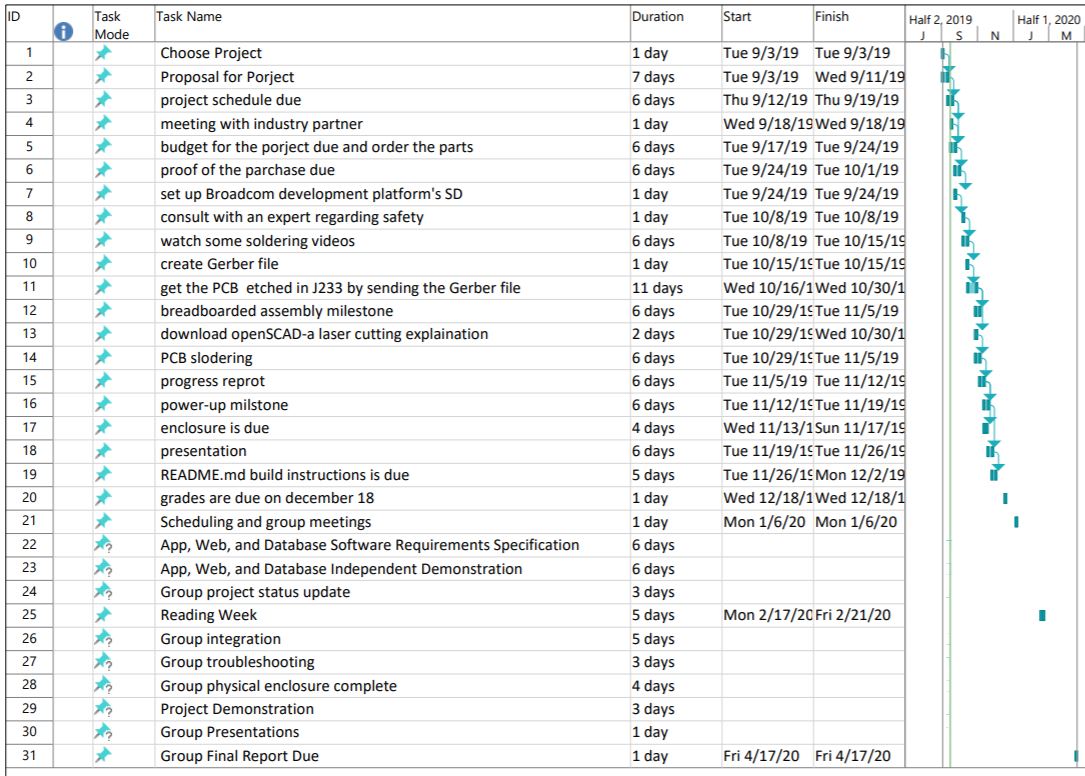 ID Task Mode Task Name Duration Start Finish Half 2, 2019 Half 1, 2020
J S N J M
1 Choose Project 1 day Tue 9/3/19 Tue 9/3/19
2 Proposal for Porject 7 days Tue 9/3/19 Wed 9/11/19
3 project schedule due 6 days Thu 9/12/19 Thu 9/19/19
4 meeting with industry partner 1 day Wed 9/18/19 Wed 9/18/19
5 budget for the porject due and order the parts 6 days Tue 9/17/19 Tue 9/24/19
6 proof of the parchase due 6 days Tue 9/24/19 Tue 10/1/19
7 set up Broadcom development platform's SD 1 day Tue 9/24/19 Tue 9/24/19
8 consult with an expert regarding safety 1 day Tue 10/8/19 Tue 10/8/19
9 watch some soldering videos 6 days Tue 10/8/19 Tue 10/15/19
10 create Gerber file 1 day Tue 10/15/19 Tue 10/15/19
11 get the PCB etched in J233 by sending the Gerber file 11 days Wed 10/16/1 Wed 10/30/1
12 breadboarded assembly milestone 6 days Tue 10/29/19 Tue 11/5/19
13 download openSCAD-a laser cutting explaination 2 days Tue 10/29/19 Wed 10/30/1
14 PCB slodering 6 days Tue 10/29/19 Tue 11/5/19
15 progress reprot 6 days Tue 11/5/19 Tue 11/12/19
16 power-up milstone 6 days Tue 11/12/19 Tue 11/19/19
17 enclosure is due 4 days Wed 11/13/1 Sun 11/17/19
18 presentation 6 days Tue 11/19/19 Tue 11/26/19
19 README.md build instructions is due 5 days Tue 11/26/19 Mon 12/2/19
20 grades are due on december 18 1 day Wed 12/18/1 Wed 12/18/1
21 Scheduling and group meetings 1 day Mon 1/6/20 Mon 1/6/20
22 App, Web, and Database Software Requirements Specification 6 days
23 App, Web, and Database Independent Demonstration 6 days
24 Group project status update 3 days
25 Reading Week 5 days Mon 2/17/20 Fri 2/21/20
26 Group integration 5 days
27 Group troubleshooting 3 days
28 Group physical enclosure complete 4 days
29 Project Demonstration 3 days
30 Group Presentations 1 day
31 Group Final Report Due 1 day Fri 4/17/20 Fri 4/17/20